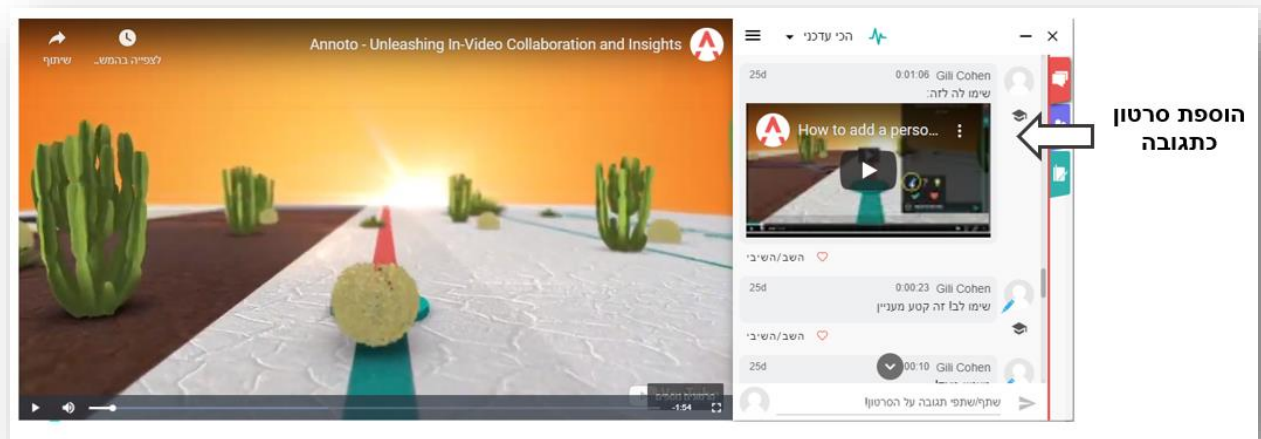 שיתוף
לצפייה בהמש...
Annoto - Unleashing In-Video Collaboration and Insights
-1:54
הכי עדכני
25d
0:01:06 Gili Cohen
שימו לה לזה:
How to add a perso...
השב/השיבי
25d
0:00:23 Gili Cohen
שימו לב! זה קטע מעניין
השב/השיבי
25d
00:10 Gili Cohen
שתף/שתפי תגובה על הסרטון!
הוספת סרטון
כתגובה